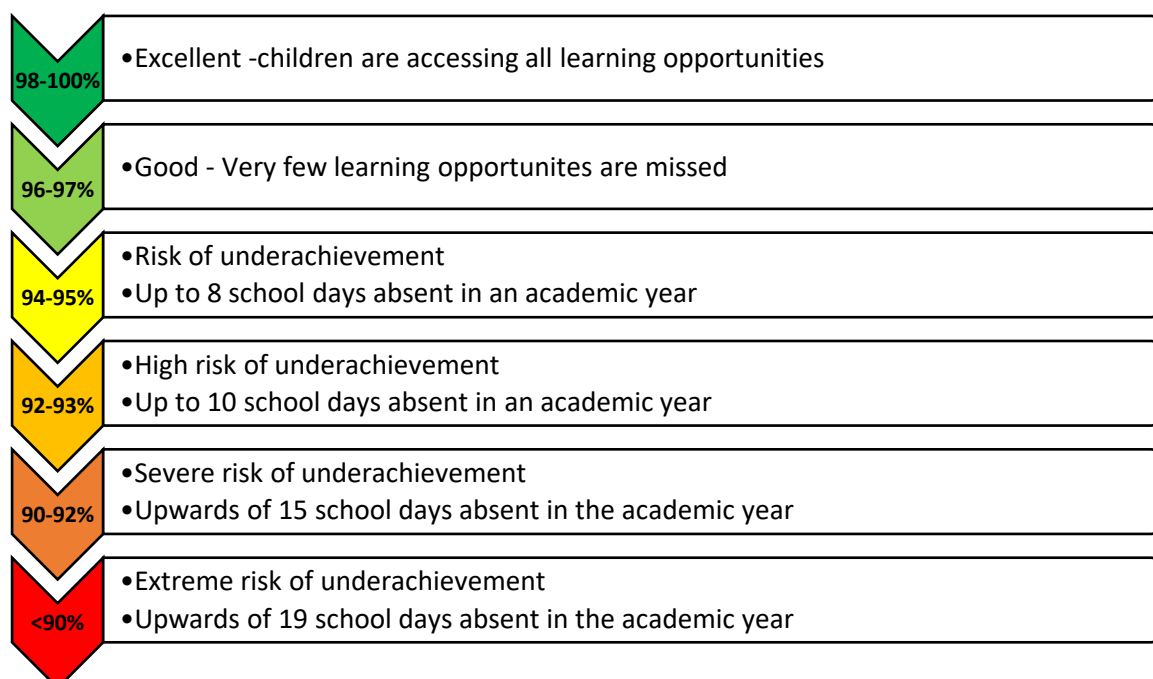 98-100%
•Excellent -children are accessing all learning opportunities
96-97%
•Good - Very few learning opportunites are missed
94-95%
•Risk of underachievement
•Up to 8 school days absent in an academic year
92-93%
•High risk of underachievement
•Up to 10 school days absent in an academic year
90-92%
•Severe risk of underachievement
•Upwards of 15 school days absent in the academic year
<90%
•Extreme risk of underachievement
•Upwards of 19 school days absent in the academic year